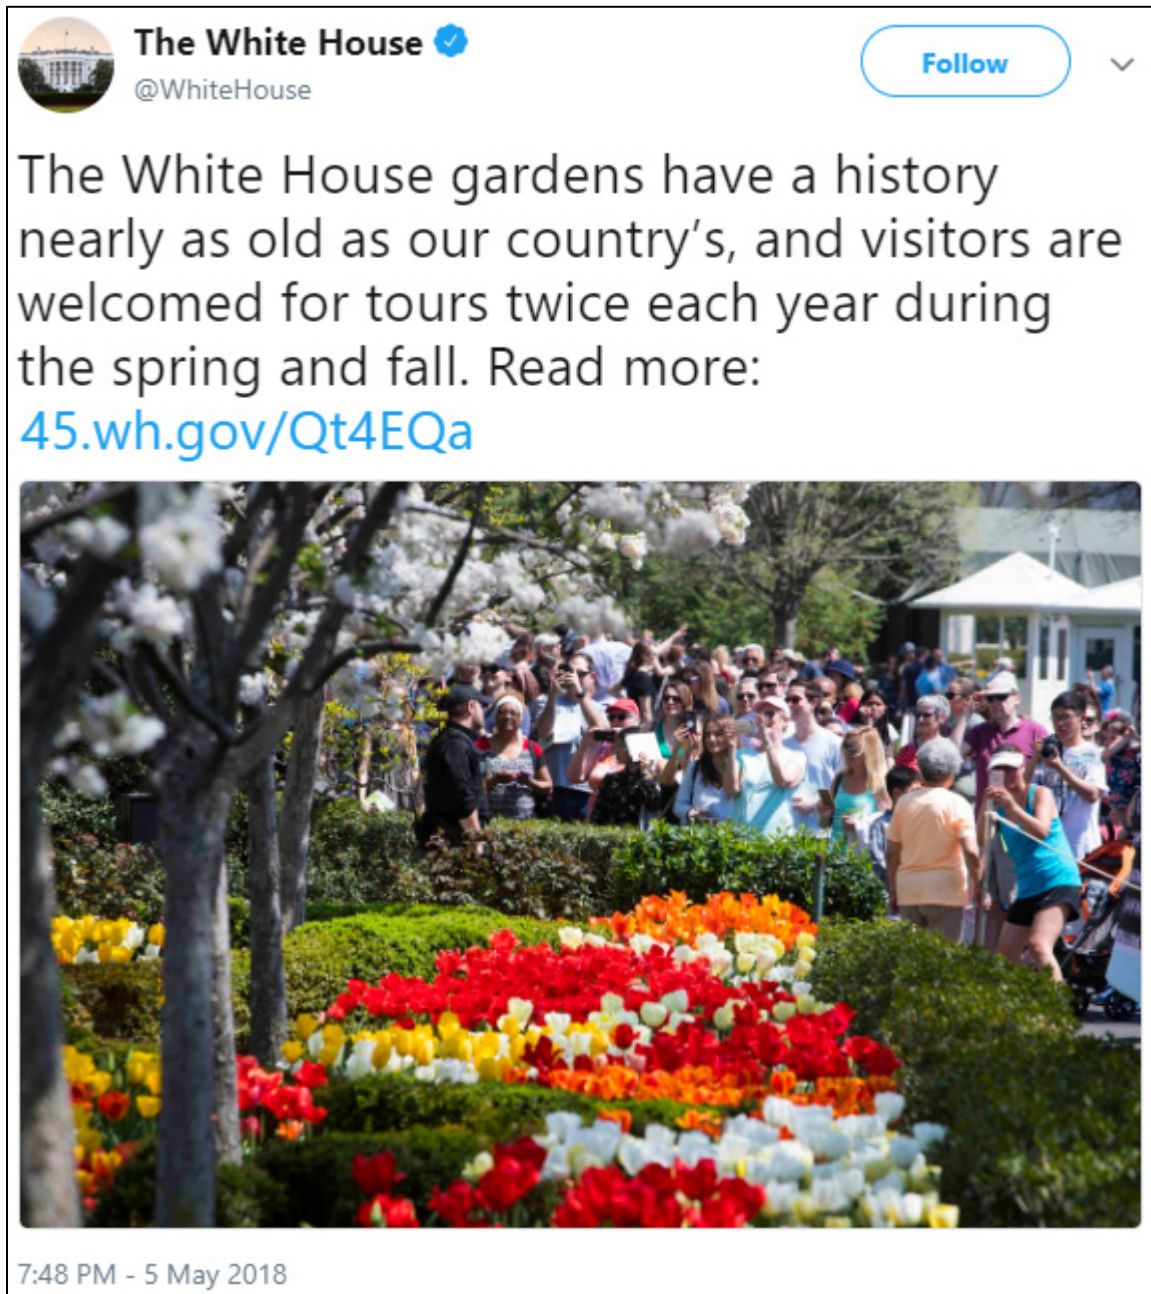 The White House
@WhiteHouse
Follow
The White House gardens have a history
nearly as old as our country's, and visitors are
welcomed for tours twice each year during
the spring and fall. Read more:
45.wh.gov/Qt4EQa
7:48 PM - 5 May 2018